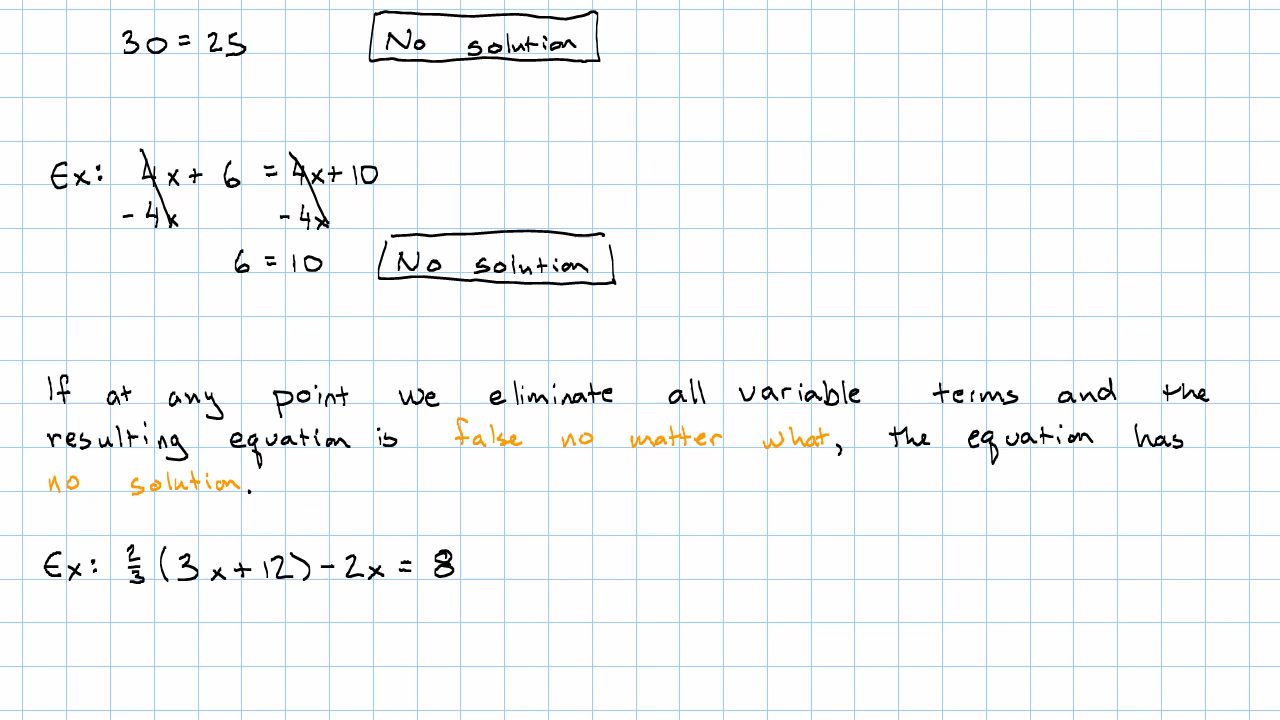 30 = 25 No solution
Ex: 4x + 6 = 4x + 10
- 4x - 4x
6 = 10 No solution
If at any point we eliminate all variable terms and the
resulting equation is false no matter what, the equation has
no solution.
Ex: 2/3 (3x + 12) - 2x = 8